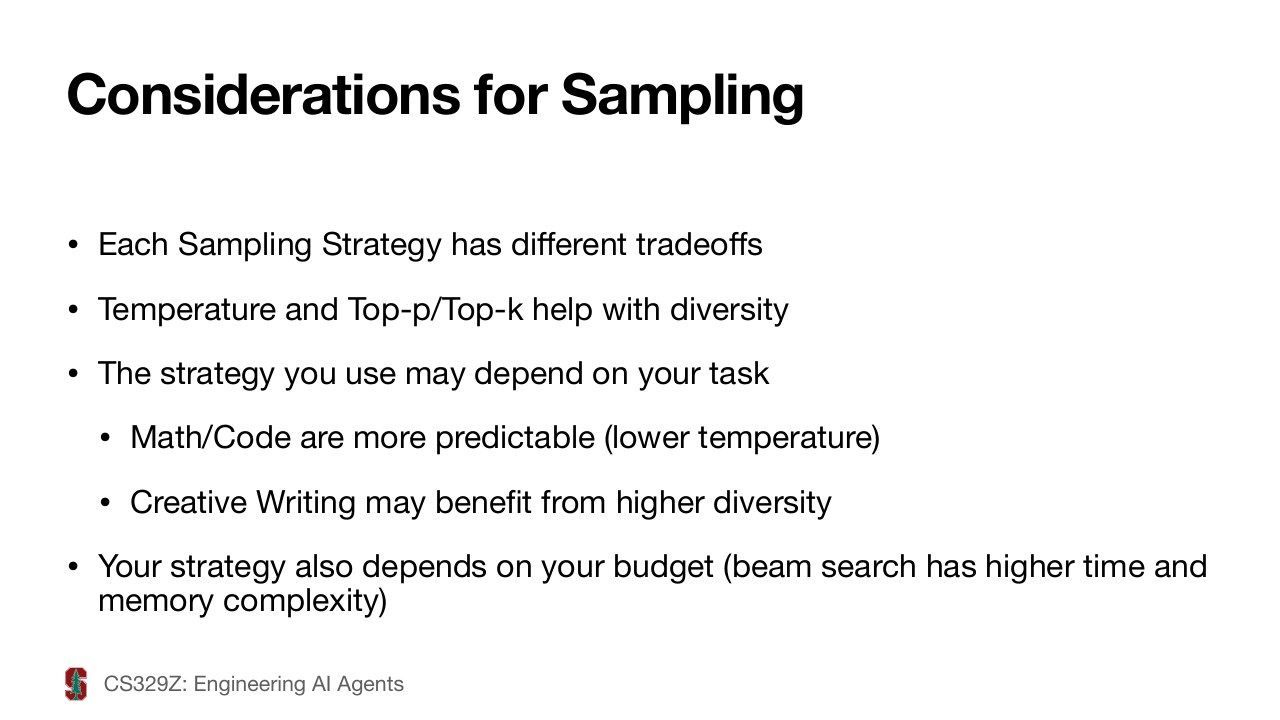 Considerations for Sampling
• Each Sampling Strategy has different tradeoffs
• Temperature and Top-p/Top-k help with diversity
• The strategy you use may depend on your task
• Math/Code are more predictable (lower temperature)
• Creative Writing may benefit from higher diversity
• Your strategy also depends on your budget (beam search has higher time and
memory complexity)
CS329Z: Engineering AI Agents